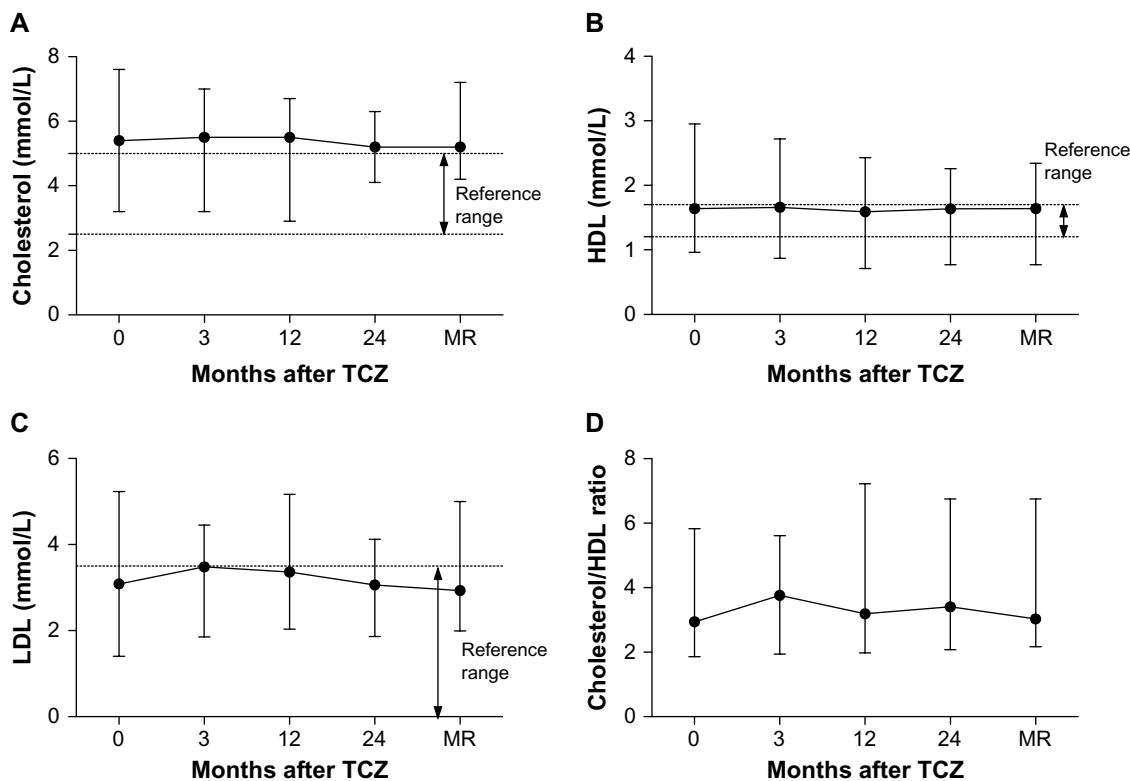 A
Cholesterol (mmol/L)
8
6
4
2
0
Reference
range
0 3 12 24 MR
Months after TCZ
B
HDL (mmol/L)
4
3
2
1
0
Reference
range
0 3 12 24 MR
Months after TCZ
C
LDL (mmol/L)
6
4
2
0
Reference
range
0 3 12 24 MR
Months after TCZ
D
Cholesterol/HDL ratio
8
6
4
2
0
0 3 12 24 MR
Months after TCZ